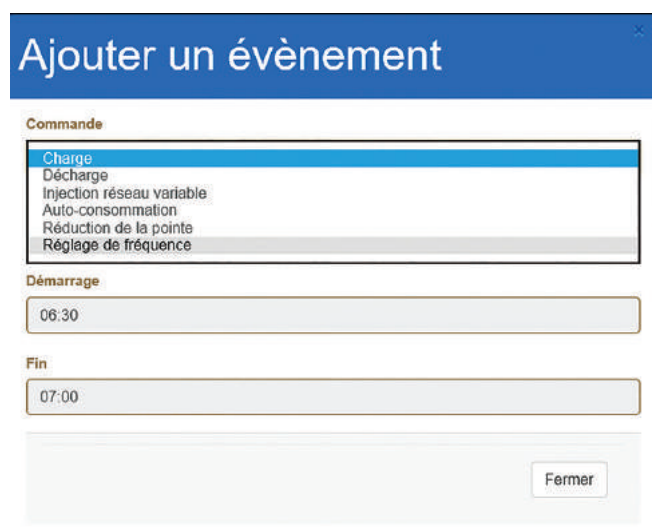 Ajouter un évènement
×
Commande
Charge
Décharge
Injection réseau variable
Auto-consommation
Réduction de la pointe
Réglage de fréquence
Démarrage
06:30
Fin
07:00
Fermer